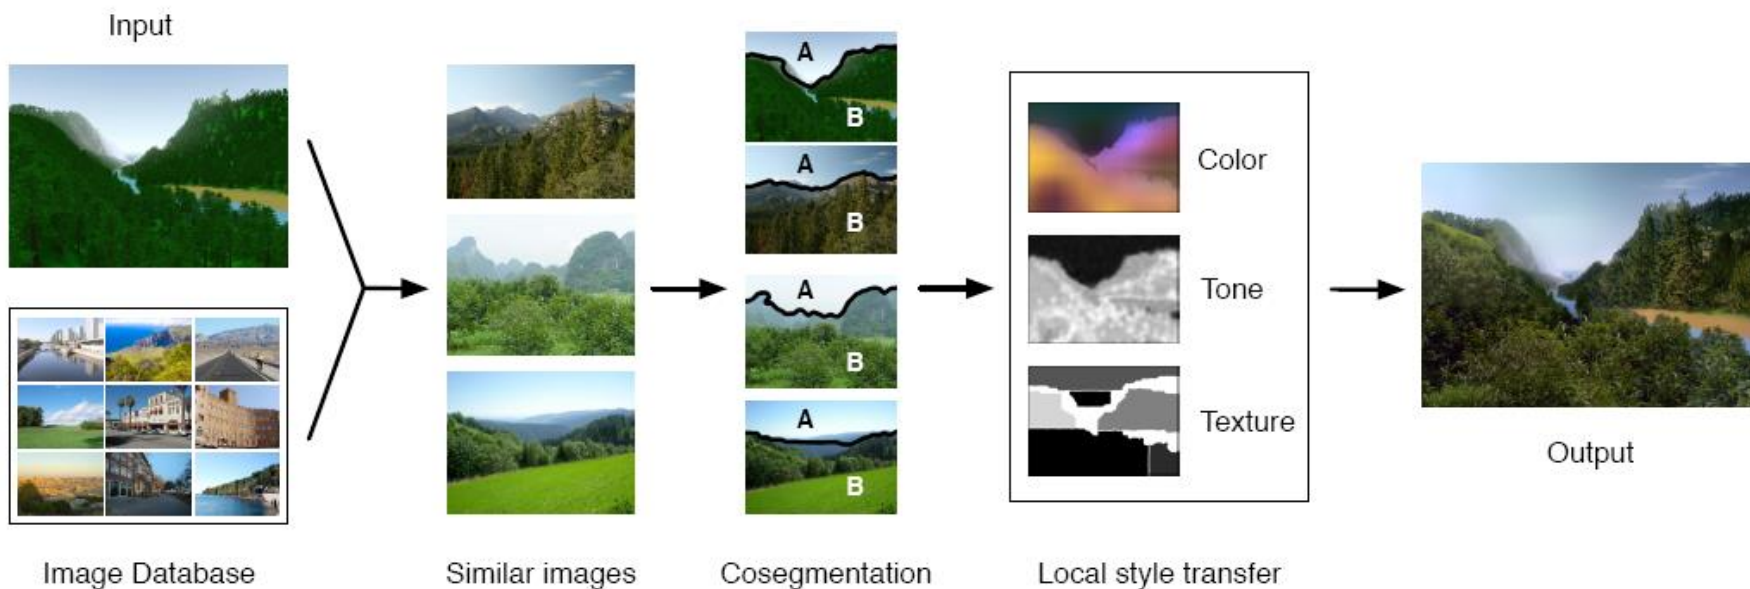 Input
Image Database
Similar images
A
B
A
B
A
B
A
B
Cosegmentation
Color
Tone
Texture
Local style transfer
Output